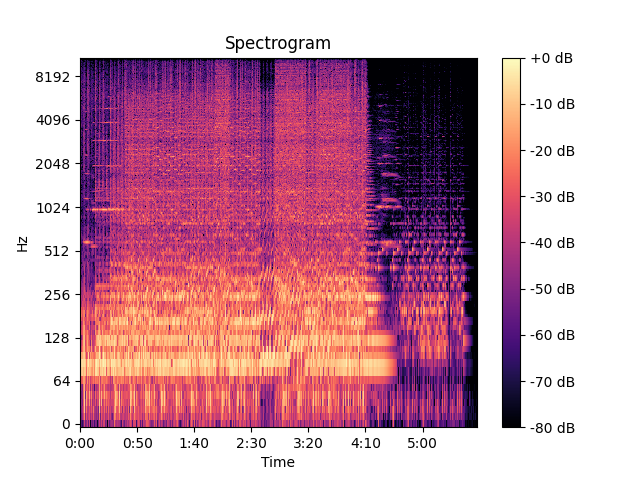 Spectrogram
8192
4096
2048
1024
512
256
128
64
0
Hz
0:00 0:50 1:40 2:30 3:20 4:10 5:00
Time
+0 dB
-10 dB
-20 dB
-30 dB
-40 dB
-50 dB
-60 dB
-70 dB
-80 dB